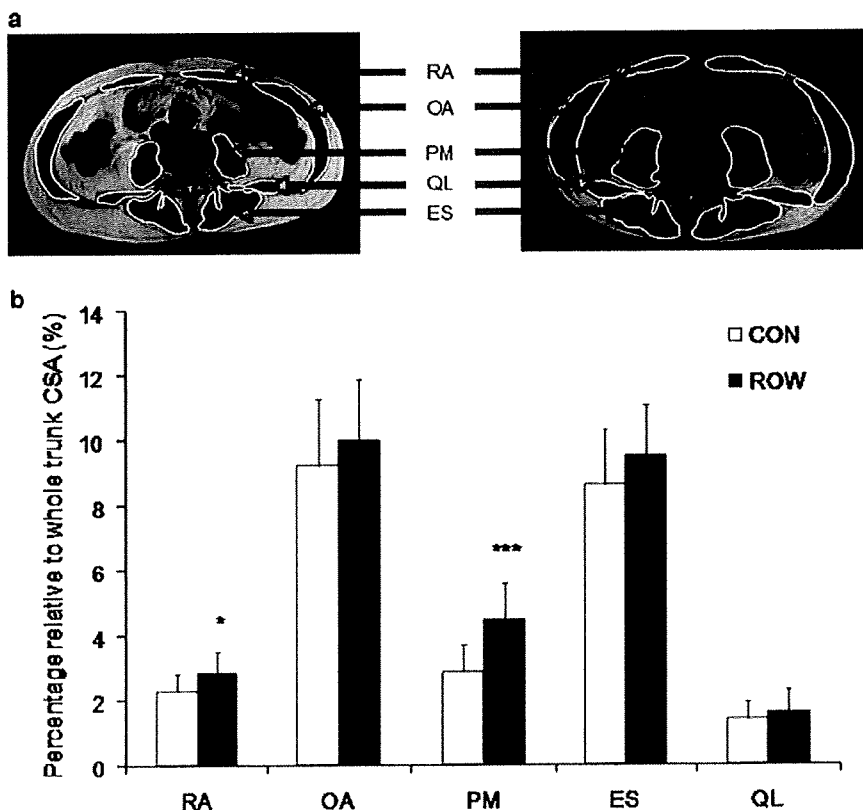 a
RA
OA
PM
QL
ES
b
Percentage relative to whole trunk CSA (%)
14
12
10
8
6
4
2
0
CON
ROW
*
***
RA OA PM ES QL